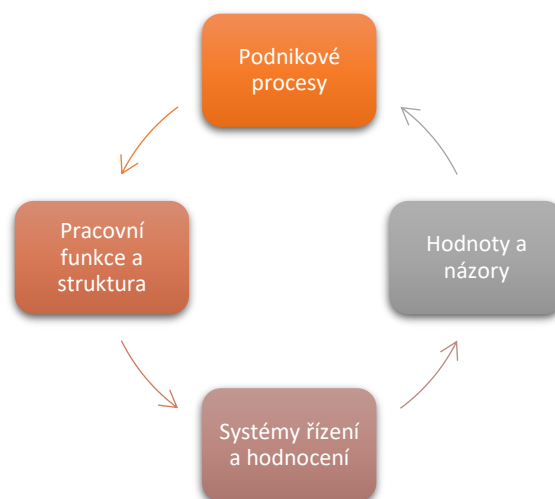 Podnikové
procesy
Pracovní
funkce a
struktura
Hodnoty a
názory
Systémy řízení
a hodnocení